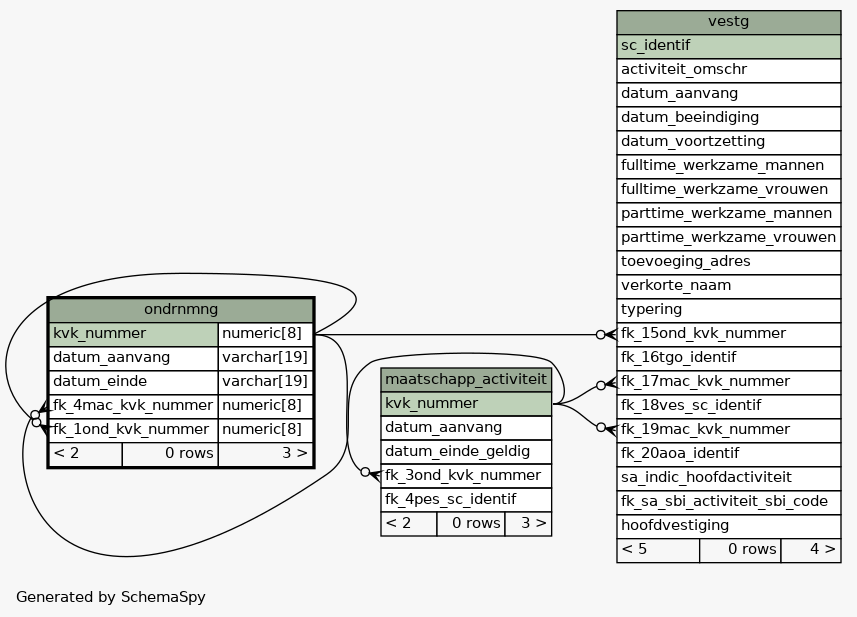 vestg
sc_identif
activiteit_omschr
datum_aanvang
datum_beeindiging
datum_voortzetting
fulltime_werkzame_mannen
fulltime_werkzame_vrouwen
parttime_werkzame_mannen
parttime_werkzame_vrouwen
toevoeging_adres
verkorte_naam
typering
fk_15ond_kvk_nummer
fk_16tgo_identif
fk_17mac_kvk_nummer
fk_18ves_sc_identif
fk_19mac_kvk_nummer
fk_20aoa_identif
sa_indic_hoofdactiviteit
fk_sa_sbi_activiteit_sbi_code
hoofdvestiging
< 5 0 rows 4 >
ondrnmng
kvk_nummer numeric[8]
datum_aanvang varchar[19]
datum_einde varchar[19]
fk_4mac_kvk_nummer numeric[8]
fk_1ond_kvk_nummer numeric[8]
< 2 0 rows 3 >
maatschapp_activiteit
kvk_nummer
datum_aanvang
datum_einde_geldig
fk_3ond_kvk_nummer
fk_4pes_sc_identif
< 2 0 rows 3 >
Generated by SchemaSpy